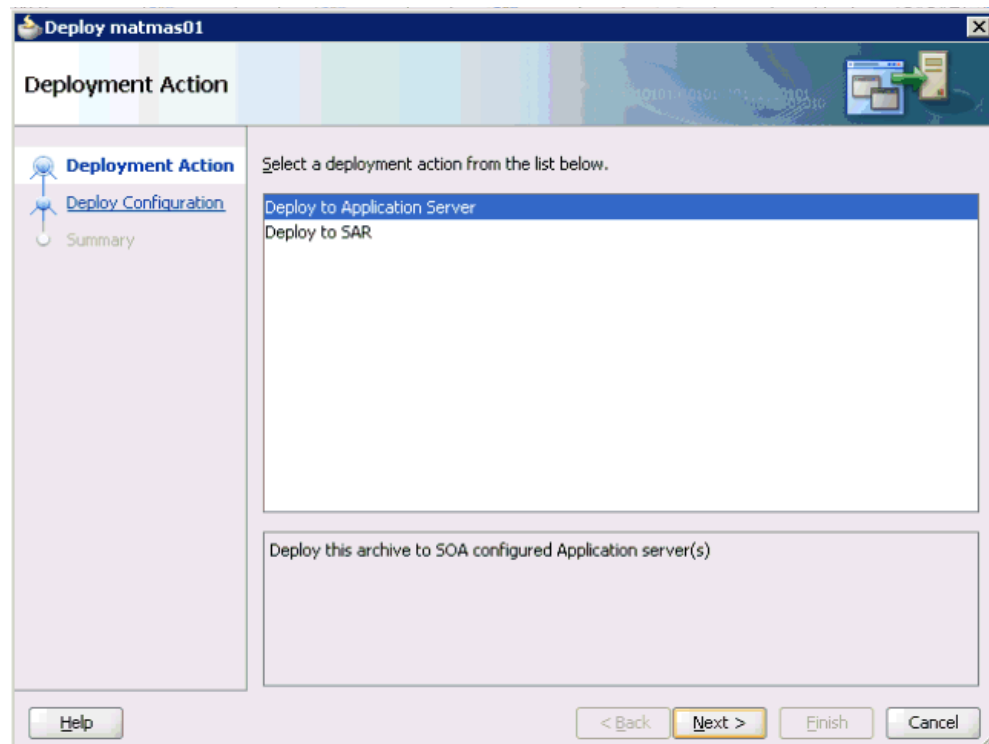 Deploy matmas01
Deployment Action
Deployment Action
Deploy Configuration
Summary
Select a deployment action from the list below.
Deploy to Application Server
Deploy to SAR
Deploy this archive to SOA configured Application server(s)
Help
< Back
Next >
Finish
Cancel